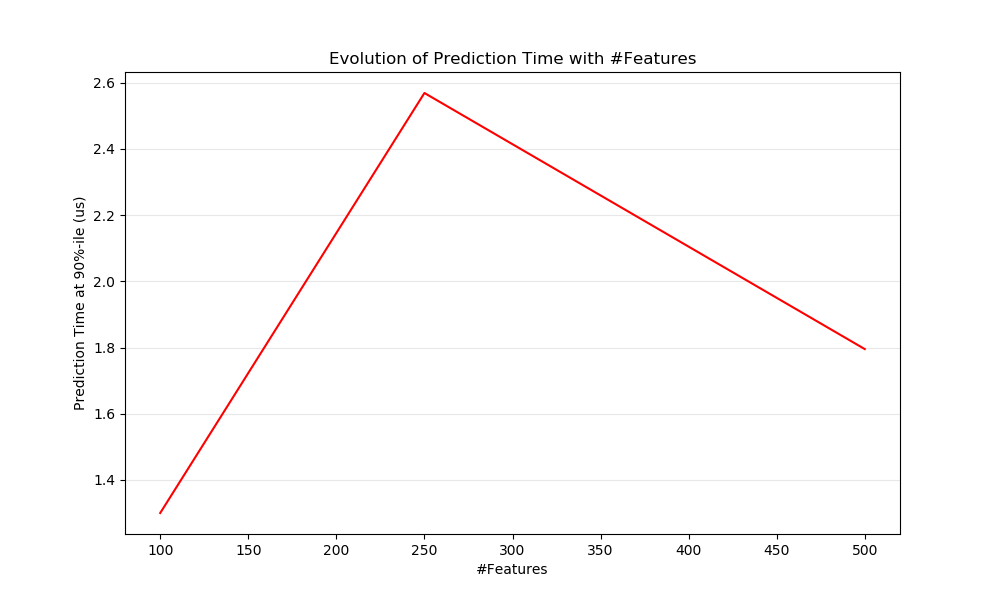 Evolution of Prediction Time with #Features
2.6
2.4
2.2
2.0
1.8
1.6
1.4
Prediction Time at 90%-ile (us)
100 150 200 250 300 350 400 450 500
#Features